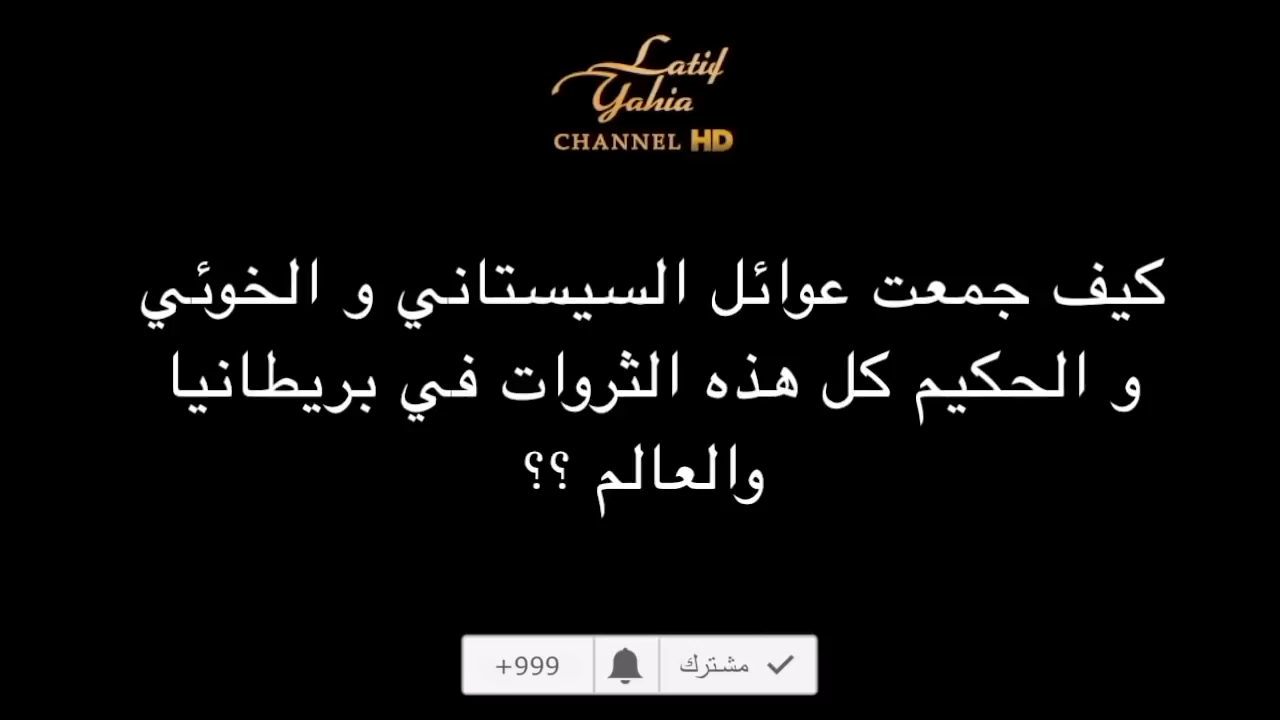 Latif
Yahia
CHANNEL HD
كيف جمعت عوائل السيستاني و الخوئي
و الحكيم كل هذه الثروات في بريطانيا
والعالم ؟؟
مشترك +999